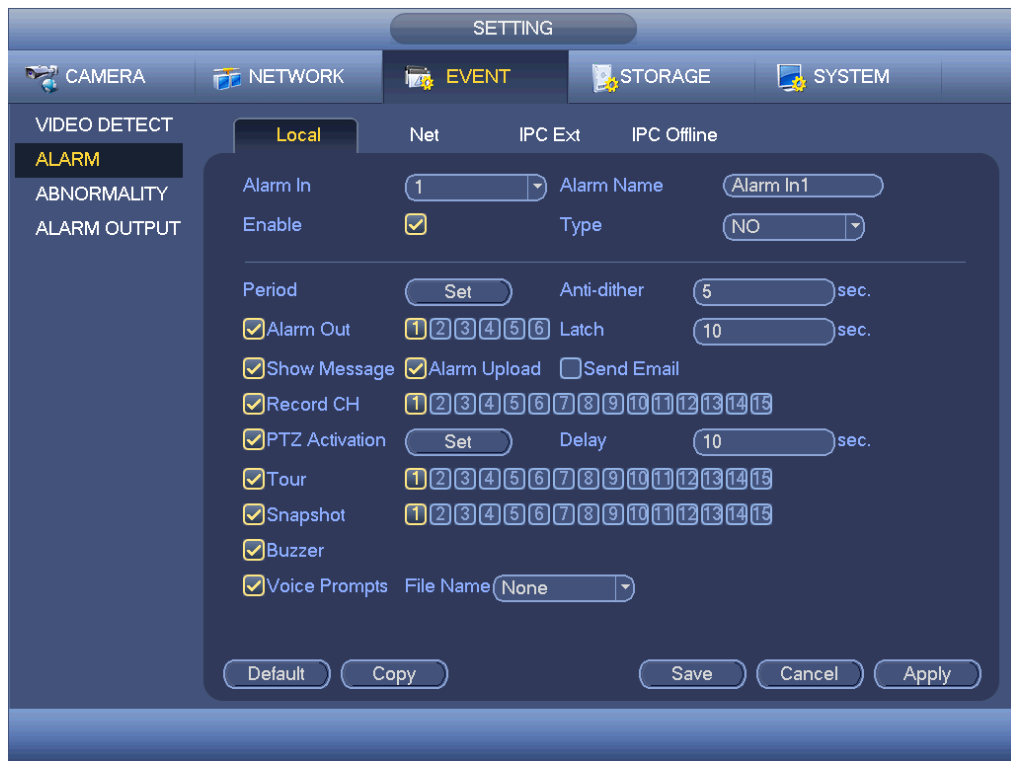 SETTING
CAMERA NETWORK EVENT STORAGE SYSTEM
VIDEO DETECT
ALARM
ABNORMALITY
ALARM OUTPUT
Local Net IPC Ext IPC Offline
Alarm In 1 Alarm Name Alarm In1
Enable Type NO
Period Set Anti-dither 5 sec.
Alarm Out 1 2 3 4 5 6 Latch 10 sec.
Show Message Alarm Upload Send Email
Record CH 1 2 3 4 5 6 7 8 9 10 11 12 13 14 15
PTZ Activation Set Delay 10 sec.
Tour 1 2 3 4 5 6 7 8 9 10 11 12 13 14 15
Snapshot 1 2 3 4 5 6 7 8 9 10 11 12 13 14 15
Buzzer
Voice Prompts File Name None
Default Copy Save Cancel Apply